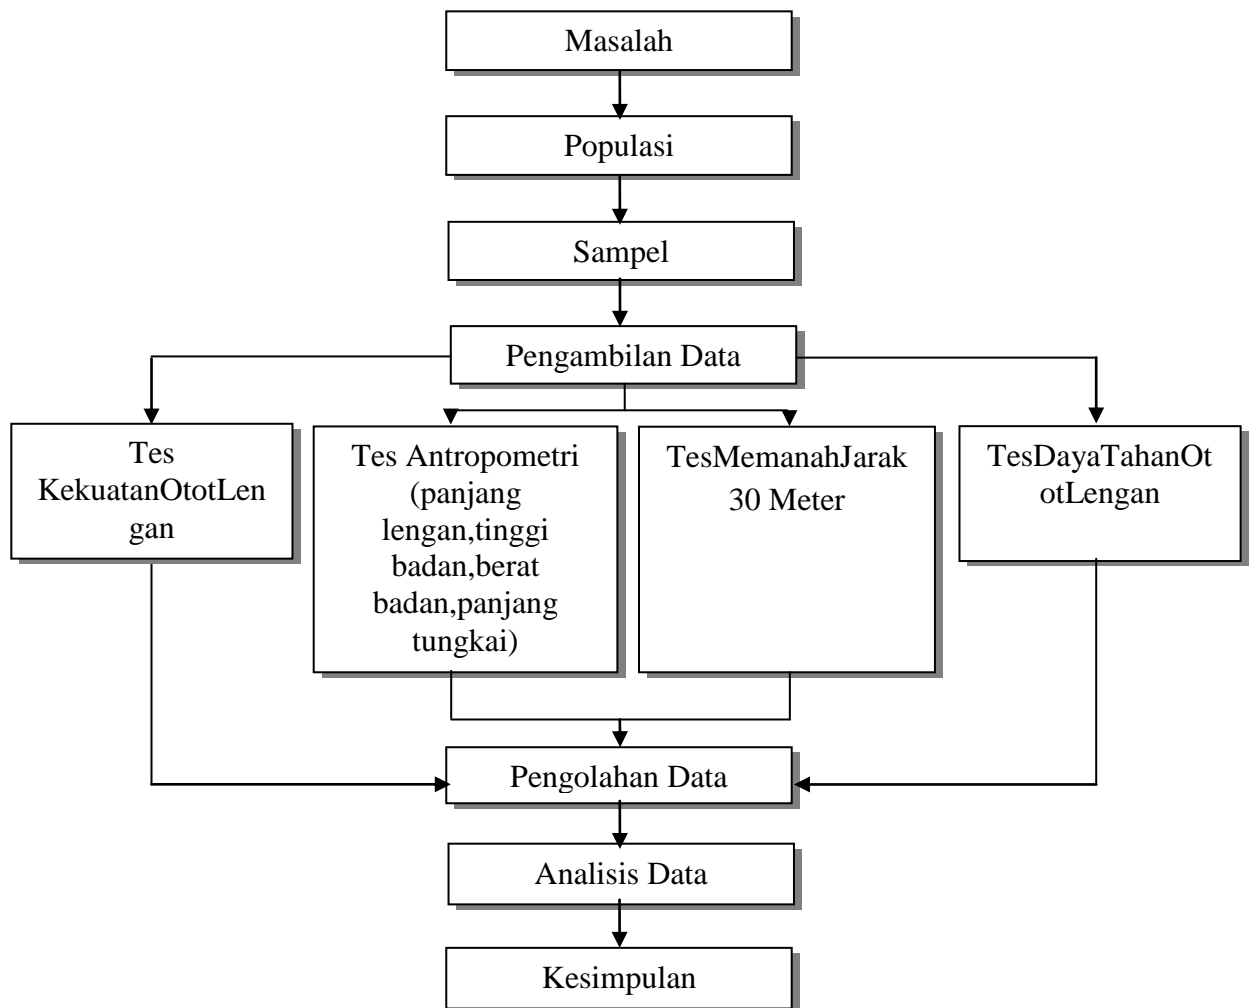 Masalah
Populasi
Sampel
Pengambilan Data
Tes
KekuatanOtotLen
gan
Tes Antropometri
(panjang
lengan,tinggi
badan,berat
badan,panjang
tungkai)
TesMemanahJarak
30 Meter
TesDayaTahanOt
otLengan
Pengolahan Data
Analisis Data
Kesimpulan